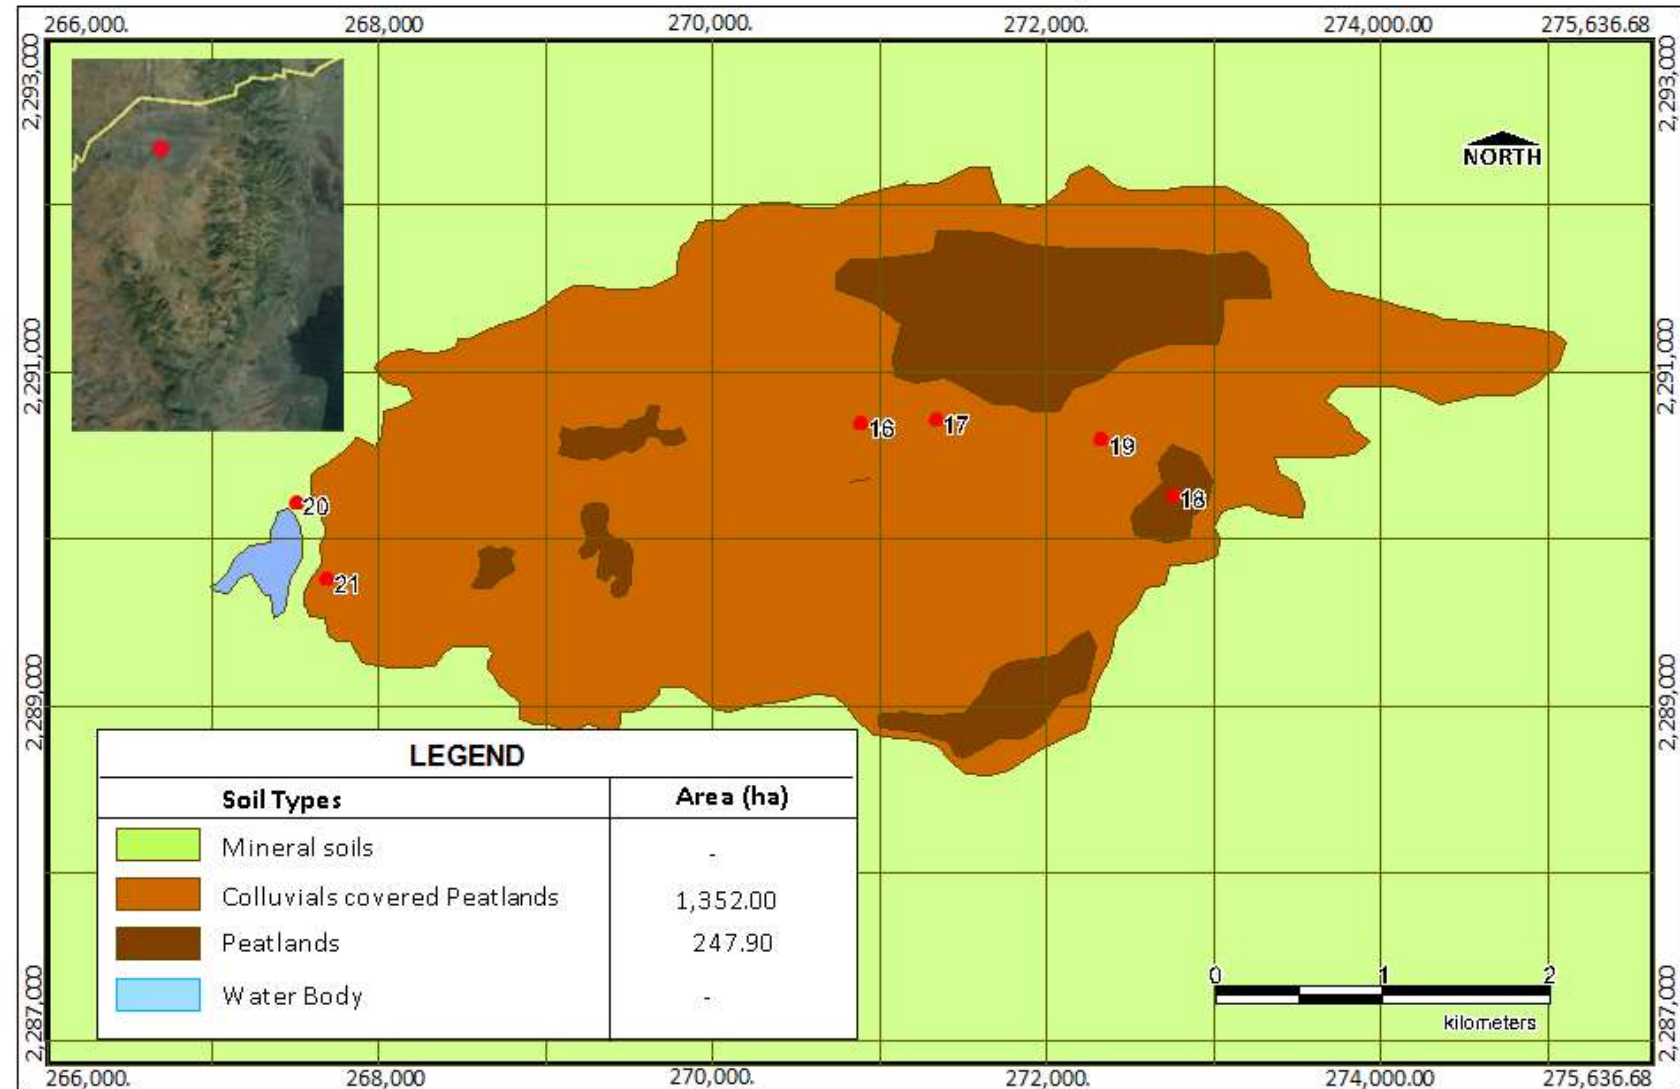 266,000. 268,000 270,000. 272,000. 274,000.00 275,636.68
2,293,000 2,293,000
NORTH
2,291,000 2,291,000
16 17
19
18
20
21
2,289,000 2,289,000
LEGEND
Soil Types Area (ha)
Mineral soils -
Colluvials covered Peatlands 1,352.00
Peatlands 247.90
Water Body -
0 1 2
kilometers
2,287,000 2,287,000
266,000. 268,000 270,000. 272,000. 274,000.00 275,636.68